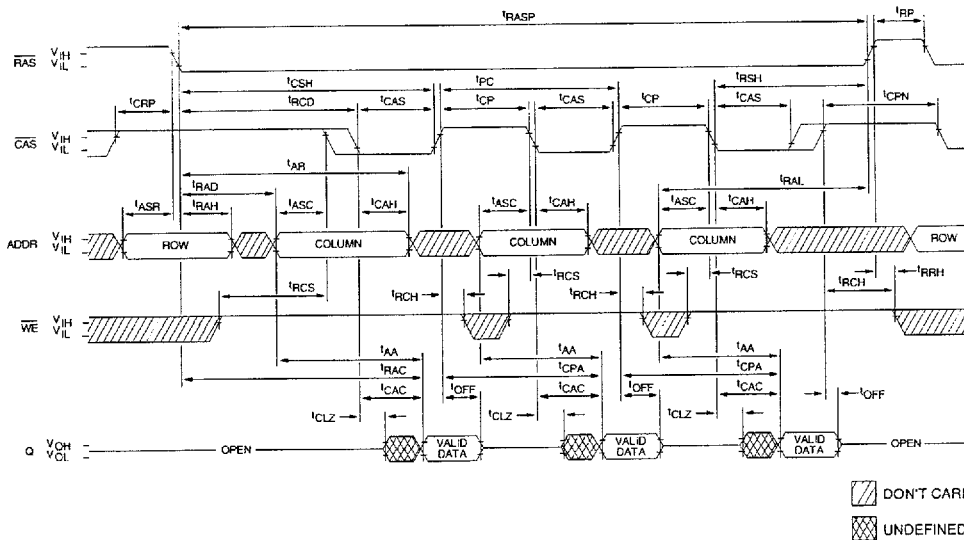 tRASP tRP
RAS VIH
VIL
tCSH tPC tRSH
tCRP tRCD tCAS tCP tCAS tCP tCAS tCPN
CAS VIH
VIL
tAR
tRAD tRAL
tASR tRAH tASC tCAH tASC tCAH tASC tCAH
ADDR VIH
VIL
ROW COLUMN COLUMN COLUMN ROW
tRCS tRCH tRCS tRCH tRCS tRCH tRRH
WE VIH
VIL
tAA tAA tAA
tRAC tCPA tCPA
tCAC tOFF tCAC tOFF tCAC tOFF
tCLZ tCLZ tCLZ
Q VOH
VOL
OPEN VALID DATA VALID DATA VALID DATA OPEN
DON'T CARE
UNDEFINED